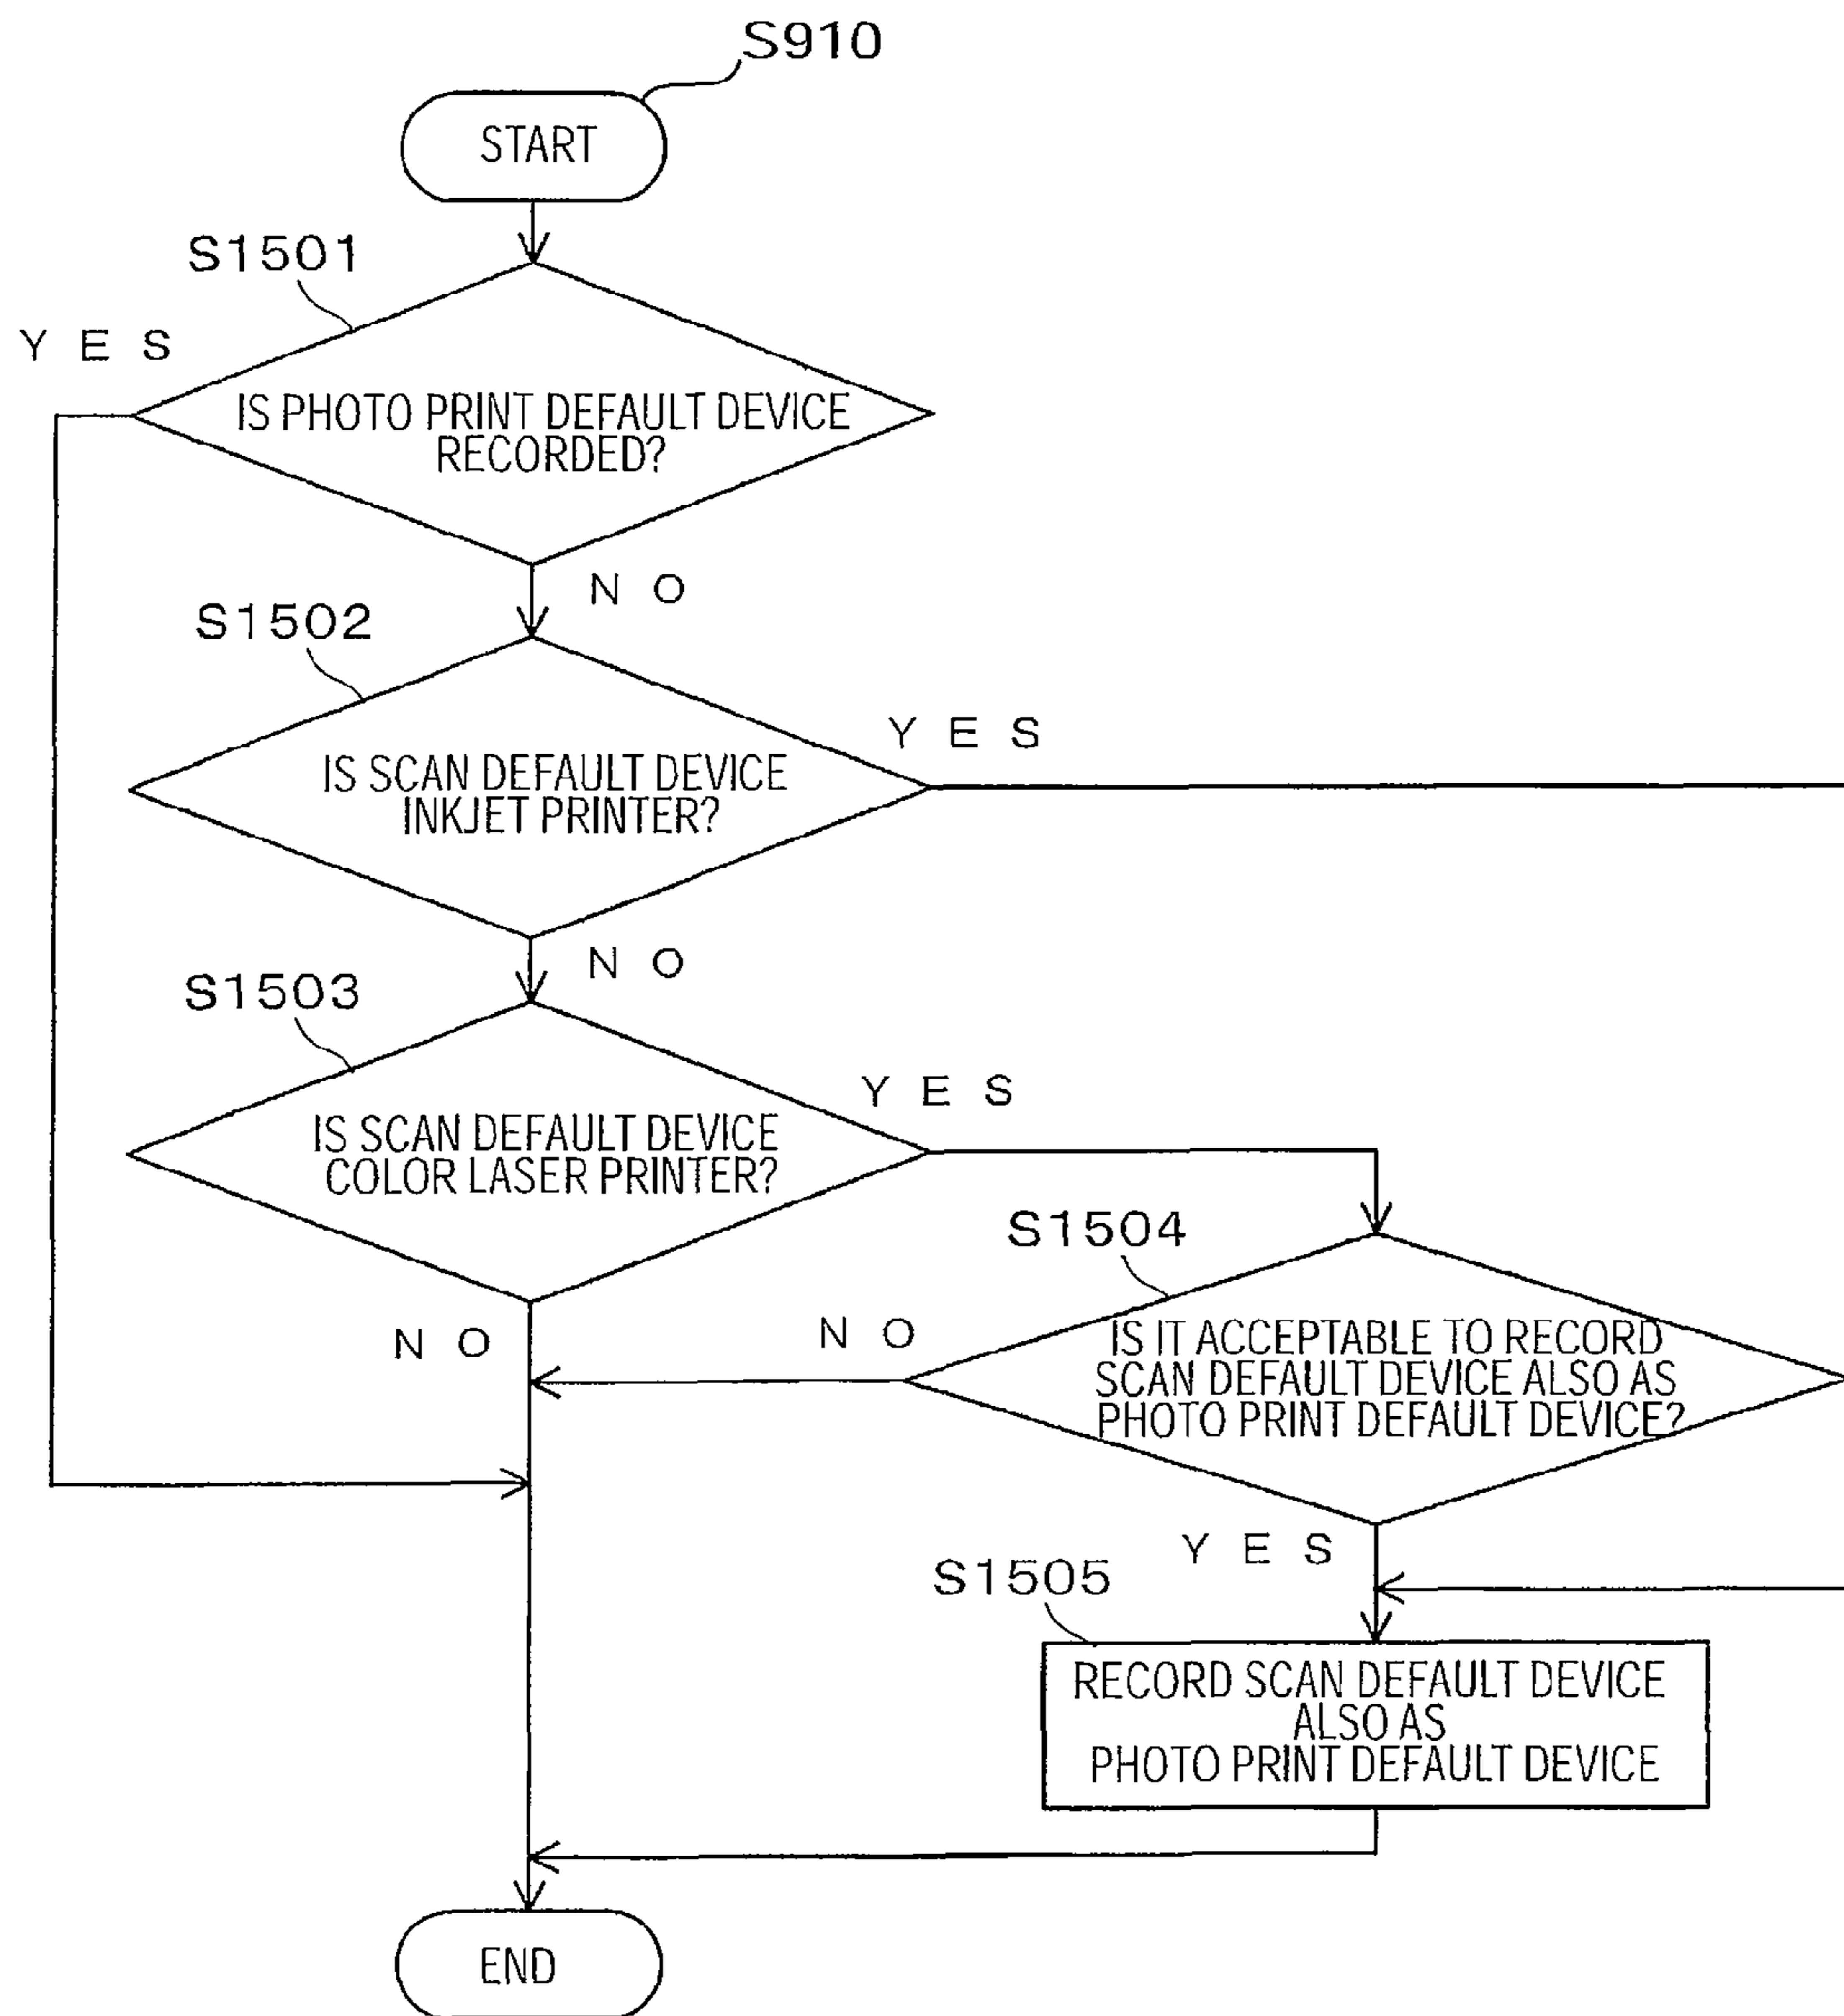 S910
START
S1501
YES
IS PHOTO PRINT DEFAULT DEVICE
RECORDED?
NO
S1502
YES
IS SCAN DEFAULT DEVICE
INKJET PRINTER?
NO
S1503
YES
IS SCAN DEFAULT DEVICE
COLOR LASER PRINTER?
S1504
NO
NO
IS IT ACCEPTABLE TO RECORD
SCAN DEFAULT DEVICE ALSO AS
PHOTO PRINT DEFAULT DEVICE?
YES
S1505
RECORD SCAN DEFAULT DEVICE
ALSO AS
PHOTO PRINT DEFAULT DEVICE
END